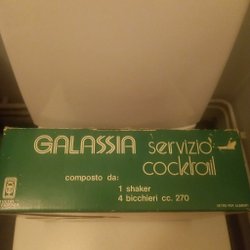 GALASSIA servizio
cocktail
composto da:
1 shaker
4 bicchieri cc. 270